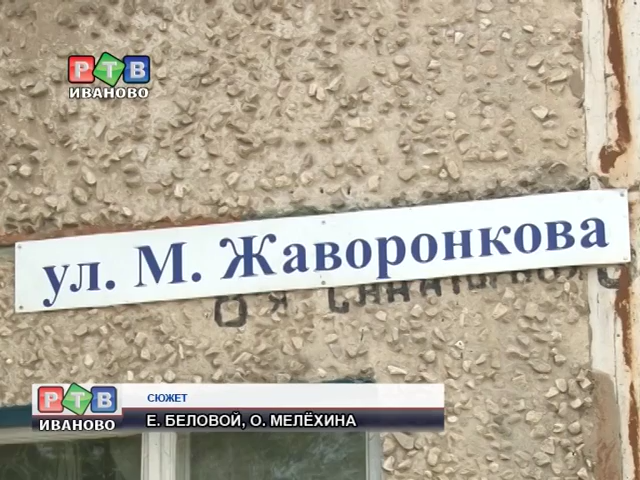 РТВ
ИВАНОВО
ул. М. Жаворонкова
РТВ
ИВАНОВО
СЮЖЕТ
Е. БЕЛОВОЙ, О. МЕЛЁХИНА